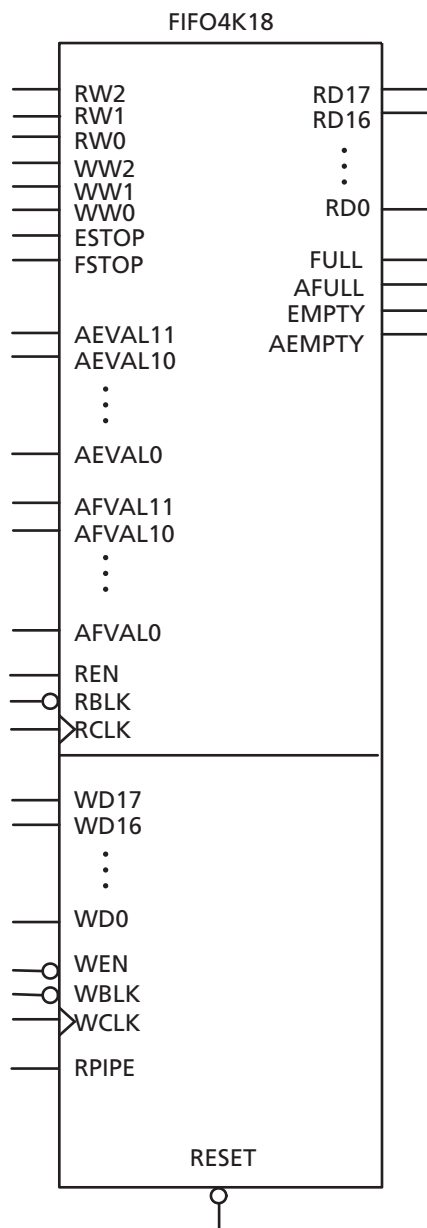 FIFO4K18
RW2
RW1
RW0
WW2
WW1
WW0
ESTOP
FSTOP
AEVAL11
AEVAL10
AEVAL0
AFVAL11
AFVAL10
AFVAL0
REN
RBLK
RCLK
WD17
WD16
WD0
WEN
WBLK
WCLK
RPIPE
RD17
RD16
RD0
FULL
AFULL
EMPTY
AEMPTY
RESET